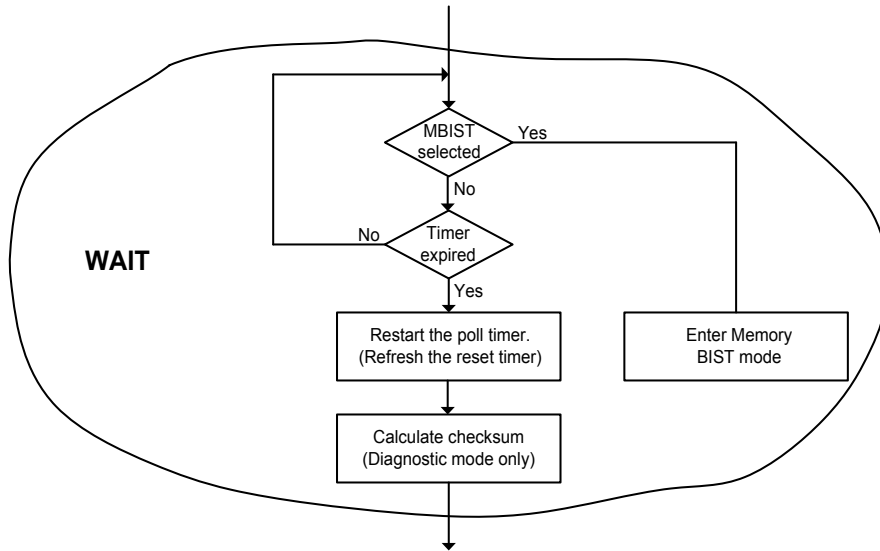 MBIST
selected
Yes
No
Timer
expired
No
WAIT
Yes
Restart the poll timer.
(Refresh the reset timer)
Enter Memory
BIST mode
Calculate checksum
(Diagnostic mode only)